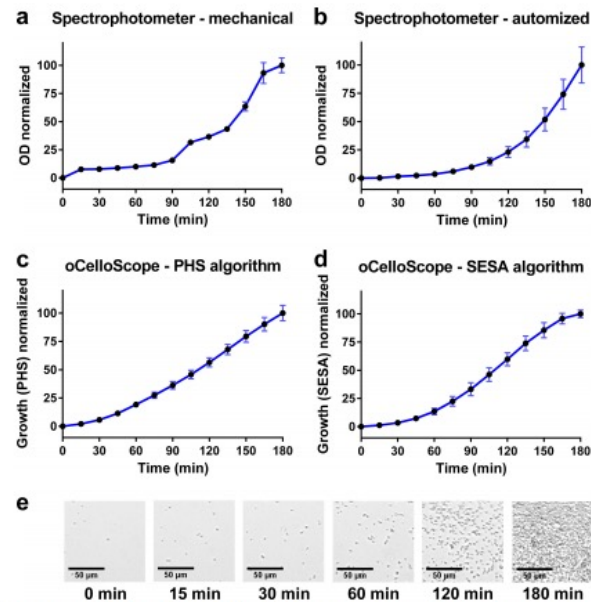 a Spectrophotometer - mechanical
OD normalized
100
75
50
25
0
0 30 60 90 120 150 180
Time (min)
b Spectrophotometer - automized
OD normalized
100
75
50
25
0
0 30 60 90 120 150 180
Time (min)
c oCelloScope - PHS algorithm
Growth (PHS) normalized
100
75
50
25
0
0 30 60 90 120 150 180
Time (min)
d oCelloScope - SESA algorithm
Growth (SESA) normalized
100
75
50
25
0
0 30 60 90 120 150 180
Time (min)
e
50 µm 50 µm 50 µm 50 µm 50 µm 50 µm
0 min 15 min 30 min 60 min 120 min 180 min